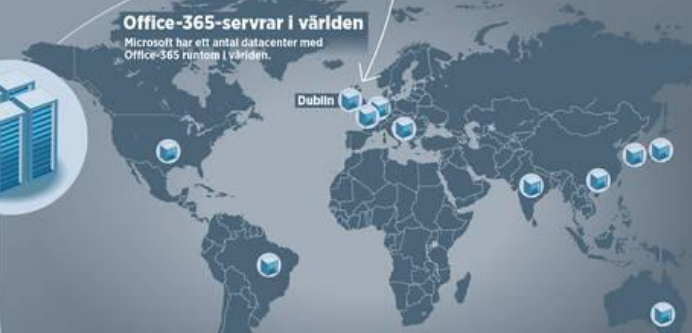 Office-365-servrar i världen
Microsoft har ett antal datacenter med
Office-365 runtom i världen.
Dublin